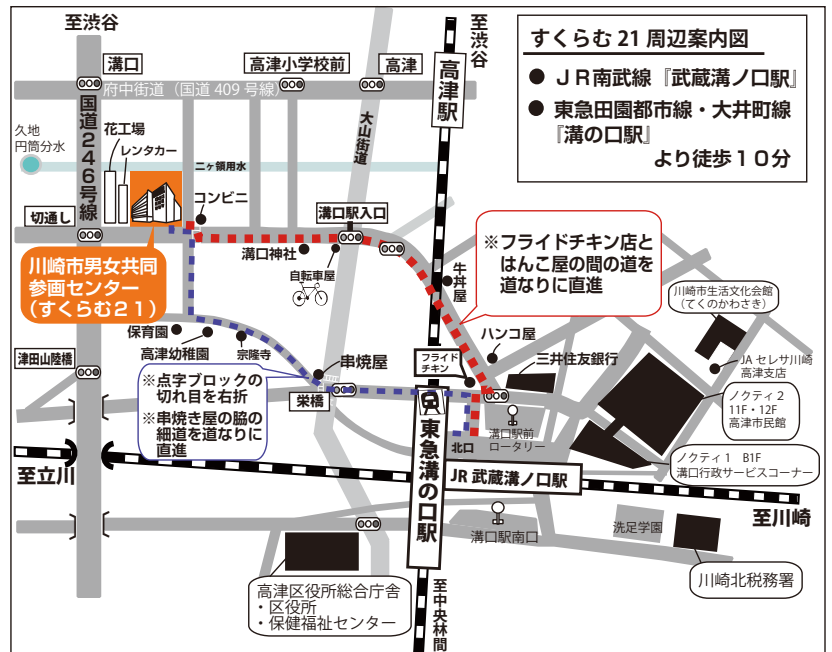 至渋谷
溝口
高津小学校前
高津
至渋谷
府中街道（国道409号線）
国道246号線
久地
円筒分水
花工場
レンタカー
二ヶ領用水
大山街道
高津駅
すくらむ21周辺案内図
● ＪＲ南武線『武蔵溝ノ口駅』
● 東急田園都市線・大井町線
『溝の口駅』
より徒歩１０分
コンビニ
切通し
溝口駅入口
溝口神社
自転車屋
川崎市男女共同
参画センター
（すくらむ２１）
※フライドチキン店と
はんこ屋の間の道を
道なりに直進
牛丼屋
川崎市生活文化会館
（てくのかわさき）
ハンコ屋
三井住友銀行
JA セレサ川崎
高津支店
保育園
高津幼稚園
宗隆寺
串焼屋
フライド
チキン
津田山陸橋
※点字ブロックの
切れ目を右折
※串焼き屋の脇の
細道を道なりに
直進
栄橋
ノクティ２
11F・12F
高津市民館
溝口駅前
ロータリー
北口
東急溝の口駅
ノクティ１　B1F
溝口行政サービスコーナー
至立川
JR 武蔵溝ノ口駅
至川崎
溝口駅南口
洗足学園
川崎北税務署
高津区役所総合庁舎
・区役所
・保健福祉センター
至中央林間